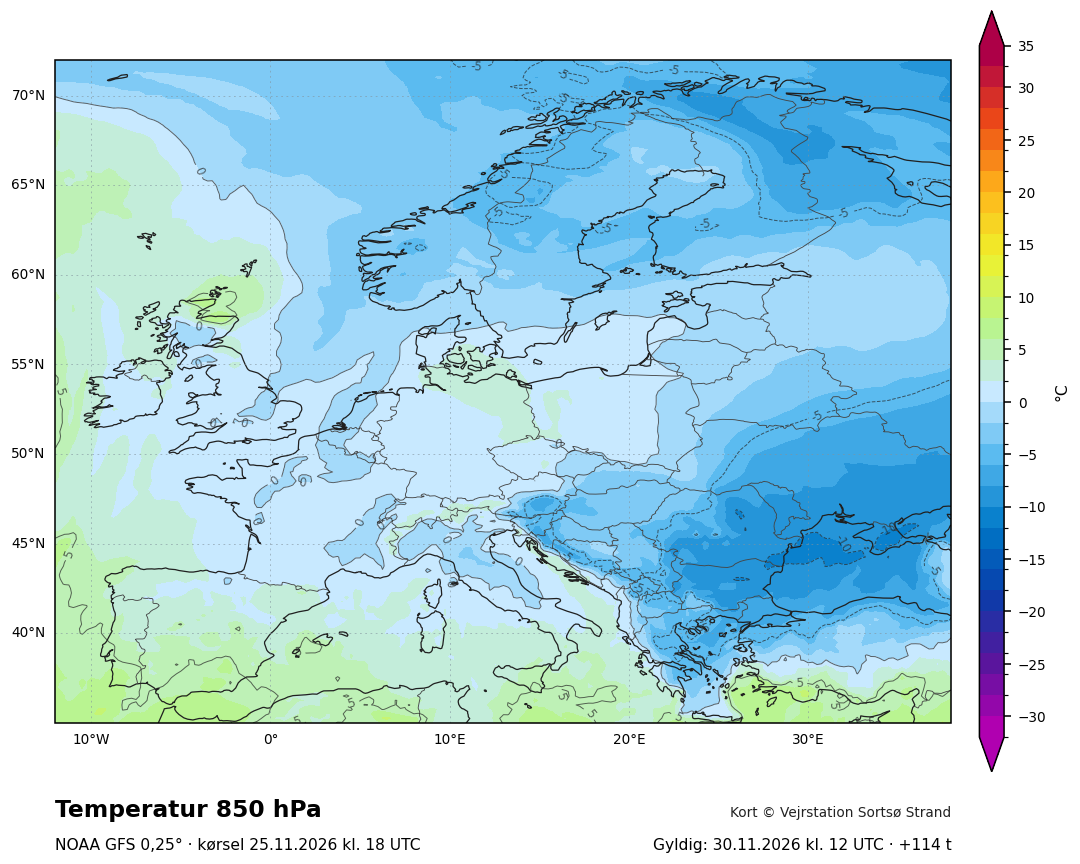 70°N
65°N
60°N
55°N
50°N
45°N
40°N
10°W
0°
10°E
20°E
30°E
35
30
25
20
15
10
5
0
−5
−10
−15
−20
−25
−30
°C
Temperatur 850 hPa
Kort © Vejrstation Sortsø Strand
NOAA GFS 0,25° · kørsel 25.11.2026 kl. 18 UTC
Gyldig: 30.11.2026 kl. 12 UTC · +114 t